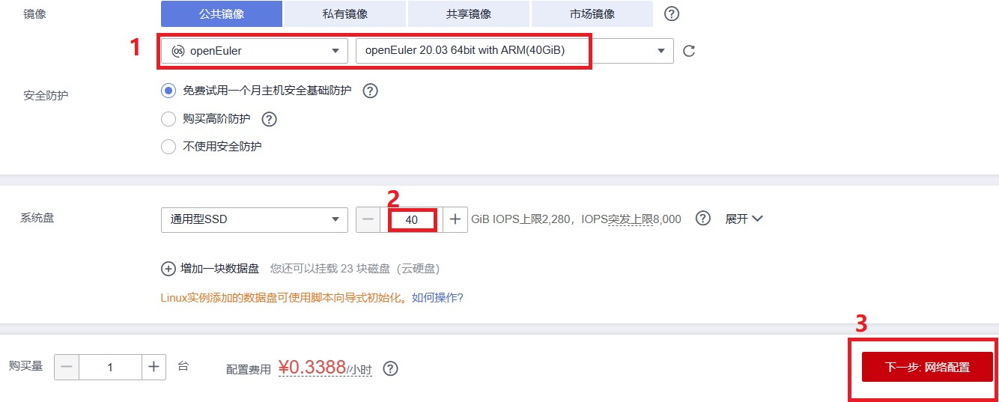 镜像 公共镜像 私有镜像 共享镜像 市场镜像 ?
1 openEuler openEuler 20.03 64bit with ARM(40GiB)
安全防护 免费试用一个月主机安全基础防护 ?
购买高阶防护 ?
不使用安全防护
2
系统盘 通用型SSD 40 GiB IOPS上限2,280，IOPS突发上限8,000 ? 展开
增加一块数据盘 您还可以挂载 23 块磁盘（云硬盘）
Linux实例添加的数据盘可使用脚本向导式初始化。如何操作?
3
购买量 1 台 配置费用 ¥0.3388/小时 ? 下一步: 网络配置